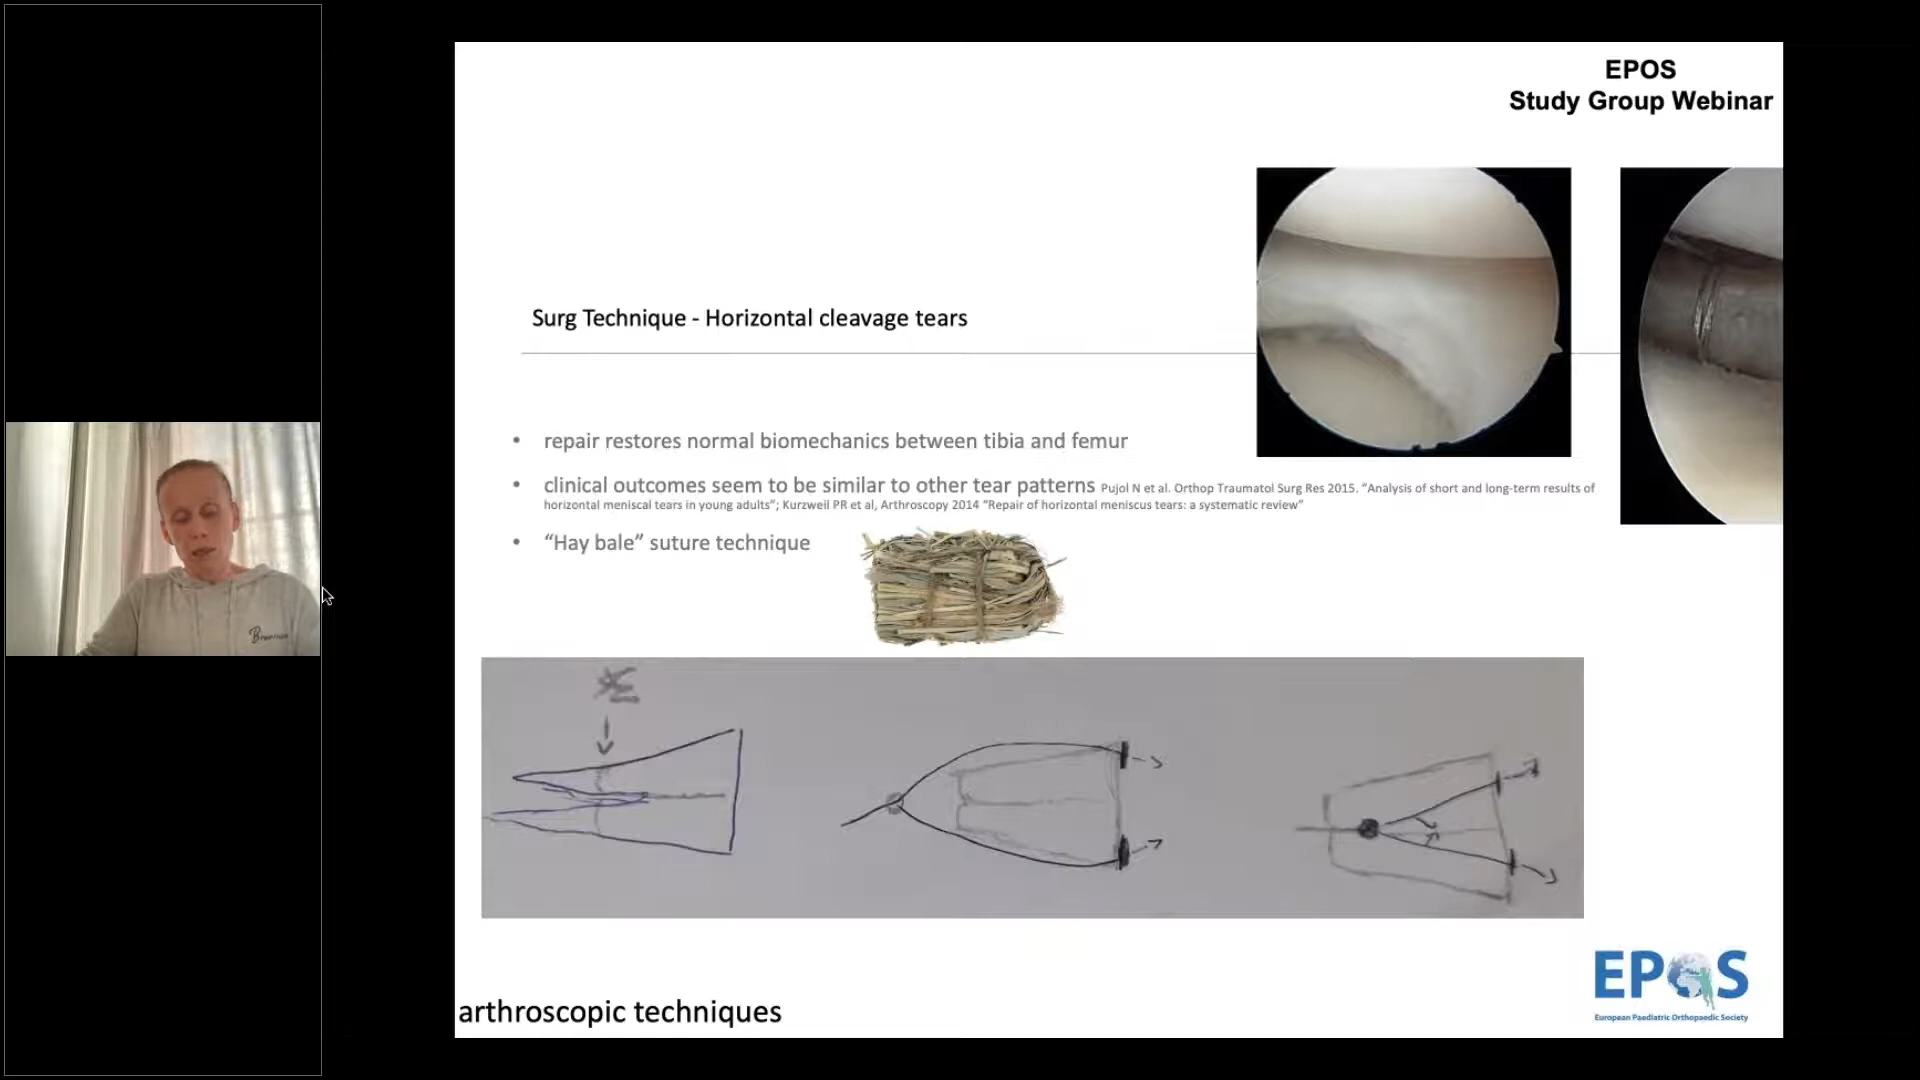 EPOS
Study Group Webinar
Surg Technique - Horizontal cleavage tears
• repair restores normal biomechanics between tibia and femur
• clinical outcomes seem to be similar to other tear patterns Pujol N et al. Orthop Traumatol Surg Res 2015. “Analysis of short and long-term results of
horizontal meniscal tears in young adults”; Kurzweil PR et al, Arthroscopy 2014 “Repair of horizontal meniscus tears: a systematic review”
• “Hay bale” suture technique
arthroscopic techniques
EPOS
European Paediatric Orthopaedic Society